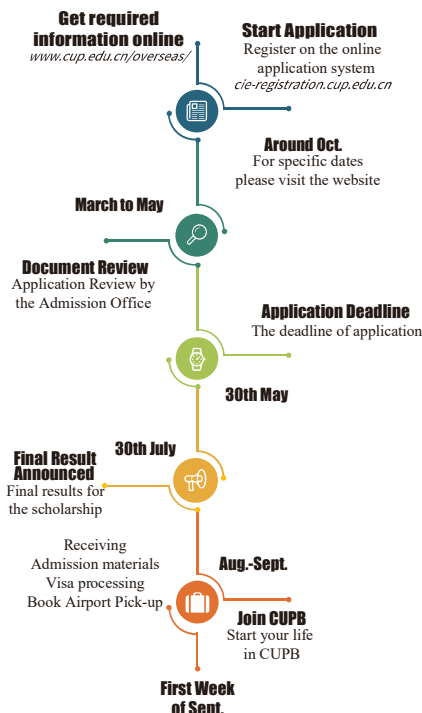 Get required
information online
www.cup.edu.cn/overseas/
Start Application
Register on the online
application system
cie-registration.cup.edu.cn
Around Oct.
For specific dates
please visit the website
March to May
Document Review
Application Review by
the Admission Office
Application Deadline
The deadline of application
30th May
30th July
Final Result
Announced
Final results for
the scholarship
Receiving
Admission materials
Visa processing
Book Airport Pick-up
Aug.-Sept.
Join CUPB
Start your life
in CUPB
First Week
of Sept.